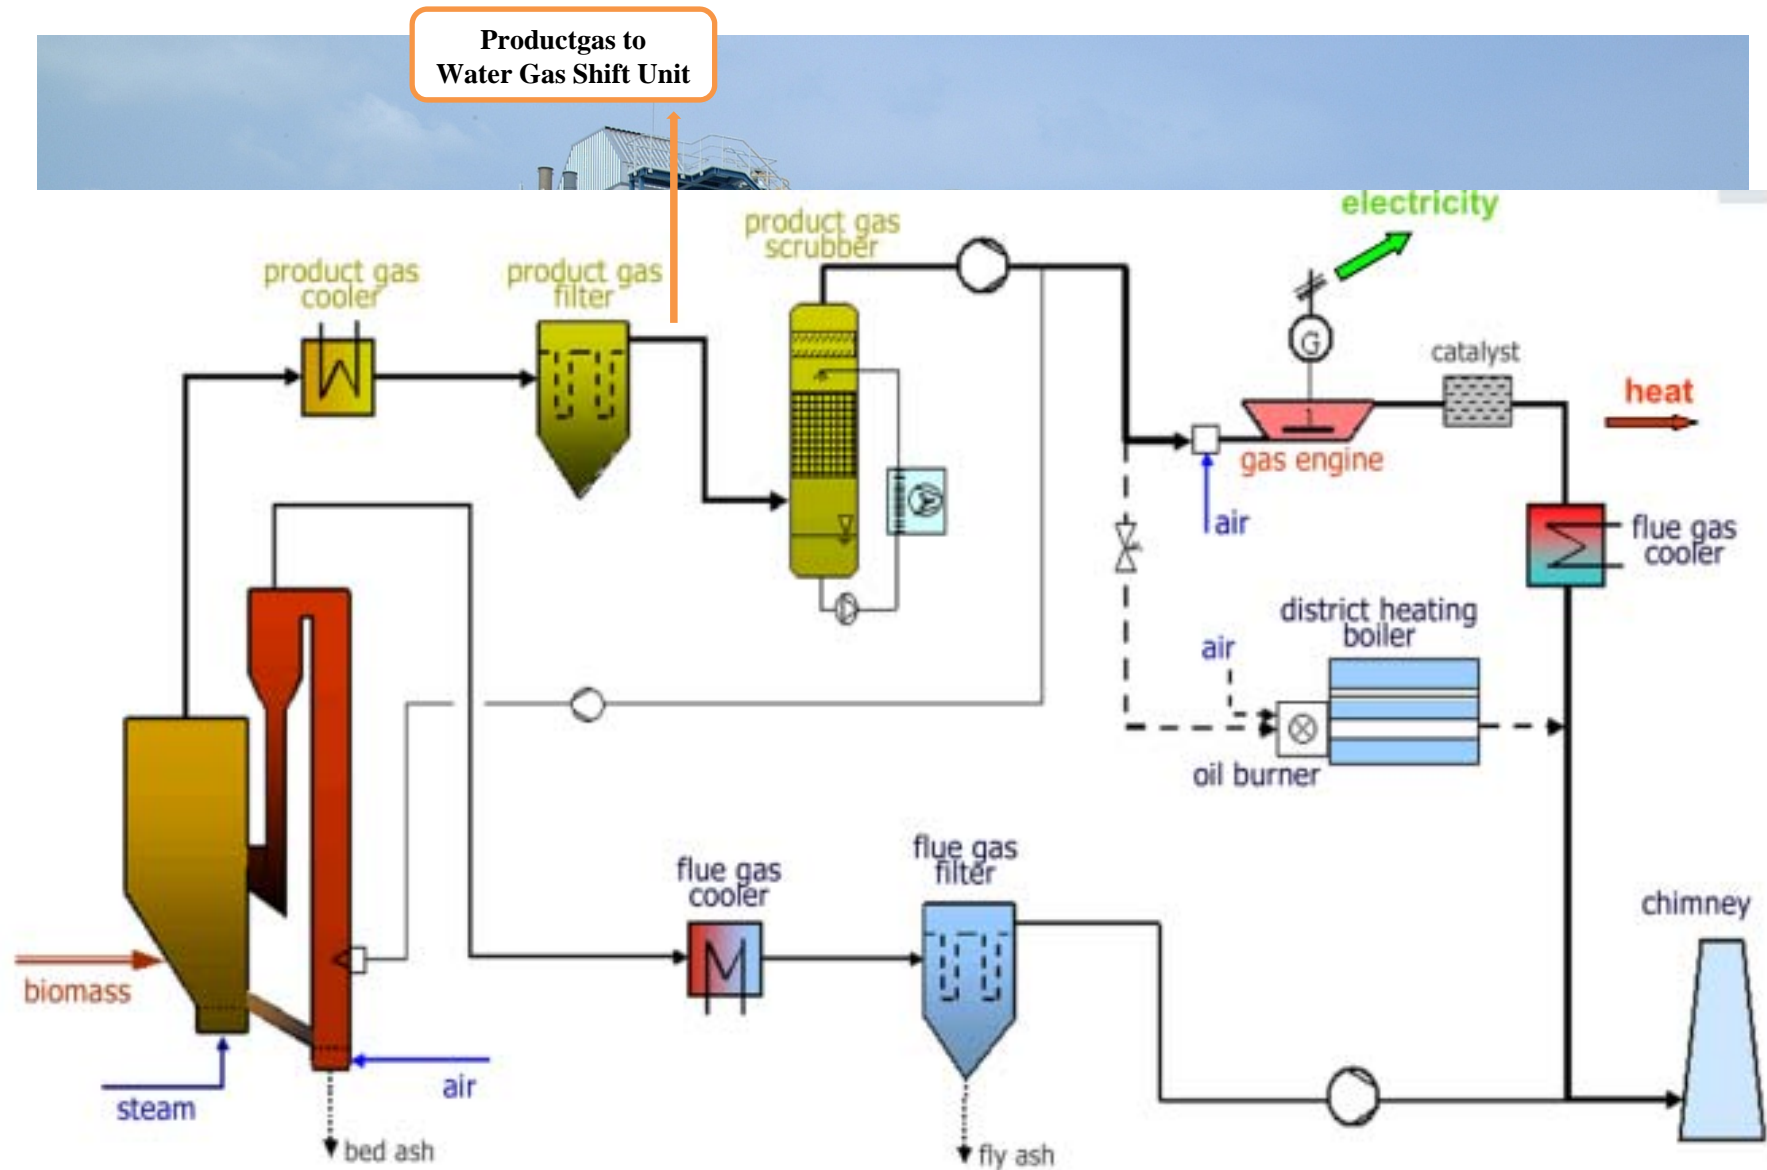 Productgas to
Water Gas Shift Unit
electricity
product gas
scrubber
product gas
cooler
product gas
filter
G
catalyst
heat
1
gas engine
air
flue gas
cooler
district heating
boiler
air
oil burner
flue gas
cooler
flue gas
filter
chimney
biomass
steam
air
bed ash
fly ash